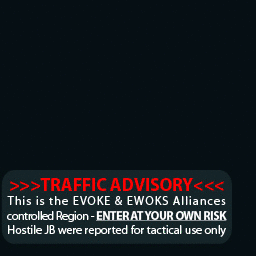 >>>TRAFFIC ADVISORY<<<
This is the EVOKE & EWOKS Alliances
controlled Region - ENTER AT YOUR OWN RISK
Hostile JB were reported for tactical use only